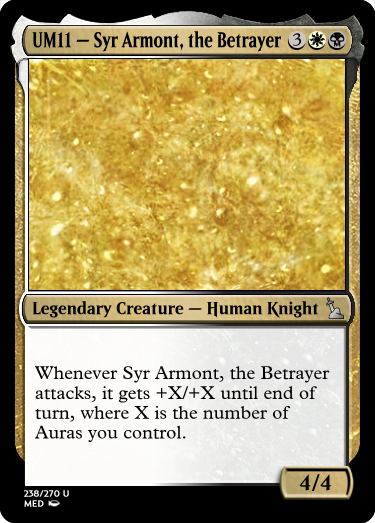 UM11 — Syr Armont, the Betrayer 3
Legendary Creature — Human Knight
Whenever Syr Armont, the Betrayer
attacks, it gets +X/+X until end of
turn, where X is the number of
Auras you control.
4/4
238/270 U
MED